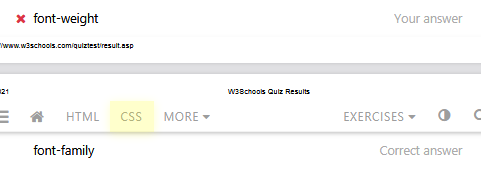 font-weight Your answer
//www.w3schools.com/quiztest/result.asp
W3Schools Quiz Results
HTML CSS MORE EXERCISES
font-family Correct answer